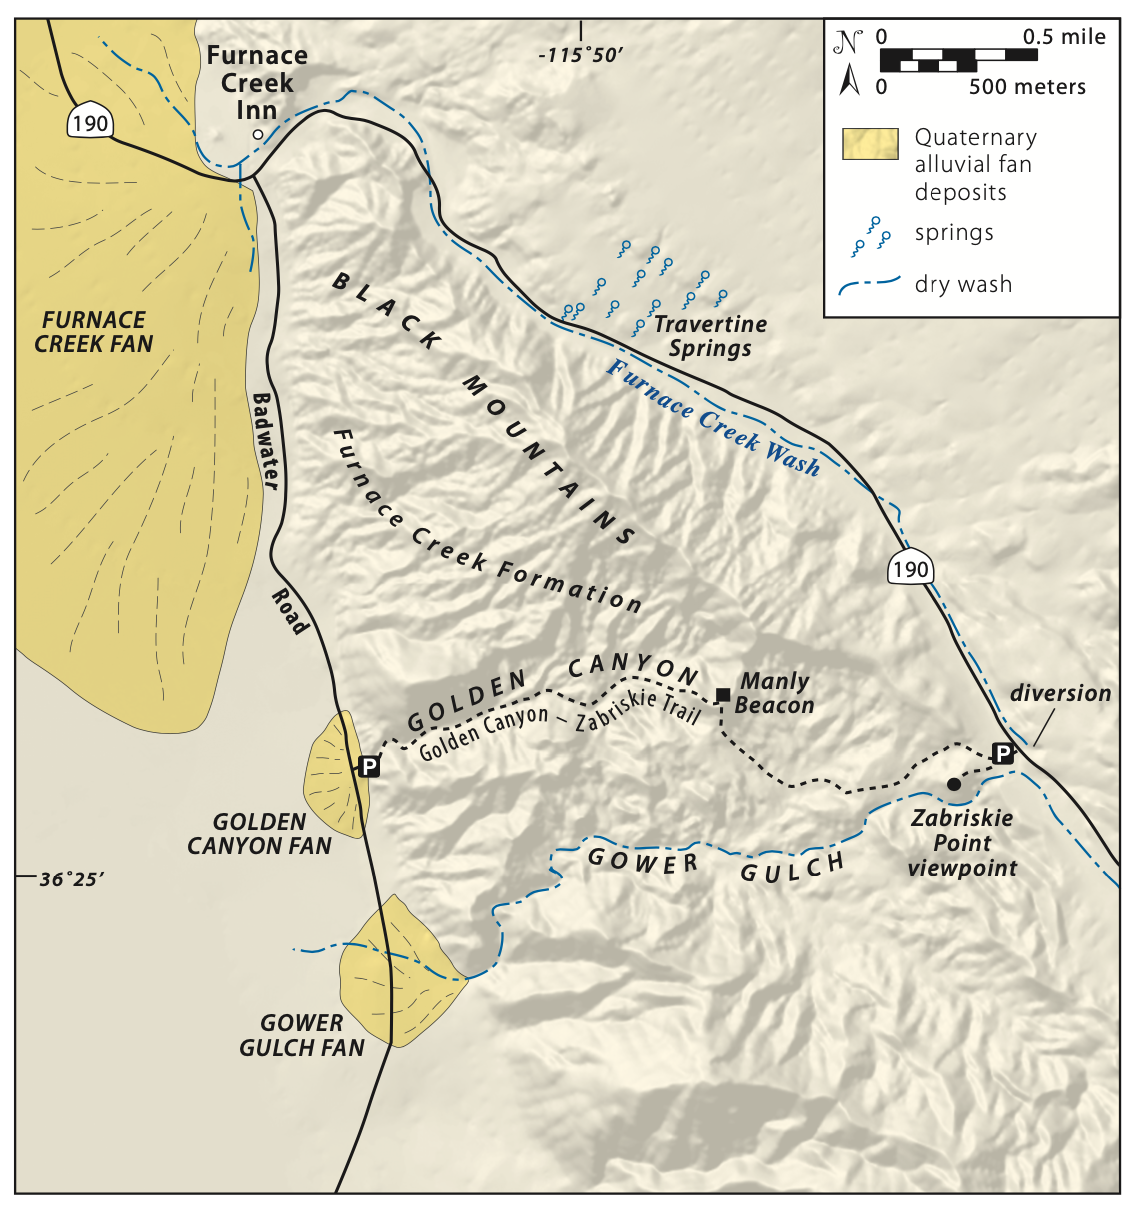 -115˚50′
N
0
0.5 mile
0
500 meters
Quaternary
alluvial fan
deposits
springs
dry wash
Furnace
Creek
Inn
190
FURNACE
CREEK FAN
BLACK MOUNTAINS
Travertine
Springs
Furnace Creek Wash
Badwater
Road
Furnace Creek Formation
190
GOLDEN CANYON
Golden Canyon – Zabriskie Trail
Manly
Beacon
diversion
P
P
GOLDEN
CANYON FAN
Zabriskie
Point
viewpoint
GOWER GULCH
36˚25′
GOWER
GULCH FAN